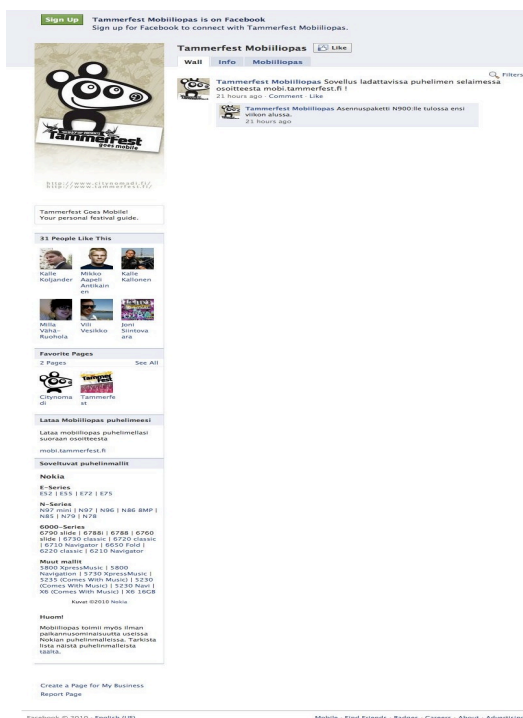 Sign Up
Tammerfest Mobiiliopas is on Facebook
Sign up for Facebook to connect with Tammerfest Mobiiliopas.
Tammerfest
goes mobile
http://www.citynomadi.fi/
http://www.tammerfest.fi/
Tammerfest Goes Mobile!
Your personal festival guide.
31 People Like This
Kalle
Koljander
Mikko
Aapeli
Antikain
en
Kalle
Kallonen
Milla
Vähä-
Ruohola
Vili
Vesikko
Joni
Siintova
ara
Favorite Pages
2 Pages
See All
Citynoma
di
Tammerfe
st
Lataa Mobiiliopas puhelimeesi
Lataa mobiiliopas puhelimellasi
suoraan osoitteesta
mobi.tammerfest.fi
Soveltuvat puhelinmallit
Nokia
E-Series
E52 | E55 | E72 | E75
N-Series
N97 mini | N97 | N96 | N86 8MP |
N85 | N79 | N78
6000-Series
6790 slide | 6788i | 6788 | 6760
slide | 6730 classic | 6720 classic
| 6710 Navigator | 6650 Fold |
6220 classic | 6210 Navigator
Muut mallit
5800 XpressMusic | 5800
Navigation | 5730 XpressMusic |
5235 (Comes With Music) | 5230
(Comes With Music) | 5230 Navi |
X6 (Comes With Music) | X6 16GB
Kuvat ©2010 Nokia
Huom!
Mobiiliopas toimii myös ilman
paikannusominaisuutta useissa
Nokian puhelinmalleissa. Tarkista
lista näistä puhelinmalleista
täältä.
Create a Page for My Business
Report Page
Tammerfest Mobiiliopas
Like
Wall
Info
Mobiiliopas
Filters
Tammerfest Mobiiliopas Sovellus ladattavissa puhelimen selaimessa
osoitteesta mobi.tammerfest.fi !
21 hours ago · Comment · Like
Tammerfest Mobiiliopas Asennuspaketti N900:lle tulossa ensi
viikon alussa.
21 hours ago
Facebook © 2010 · English (US)
Mobile · Find Friends · Badges · Careers · About · Advertising